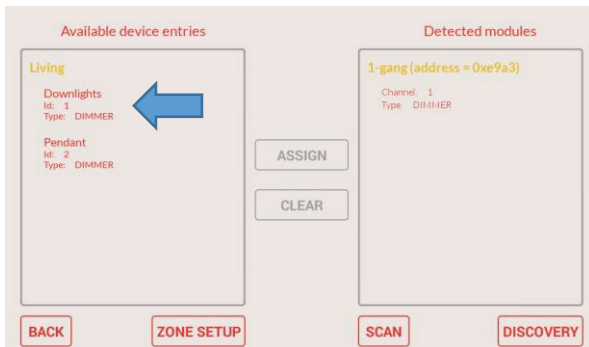 Available device entries
Living
Downlights
Id: 1
Type: DIMMER
Pendant
Id: 2
Type: DIMMER
ASSIGN
CLEAR
Detected modules
1-gang (address = 0xe9a3)
Channel: 1
Type: DIMMER
BACK
ZONE SETUP
SCAN
DISCOVERY